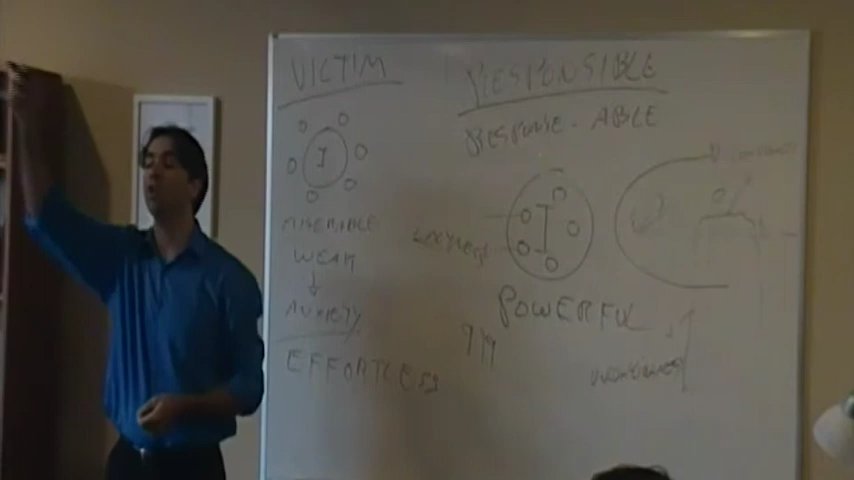 VICTIM
I
MISERABLE
WEAK
ANXIETY
EFFORTLESS
RESPONSIBLE
RESPONSE - ABLE
I
POWERFUL